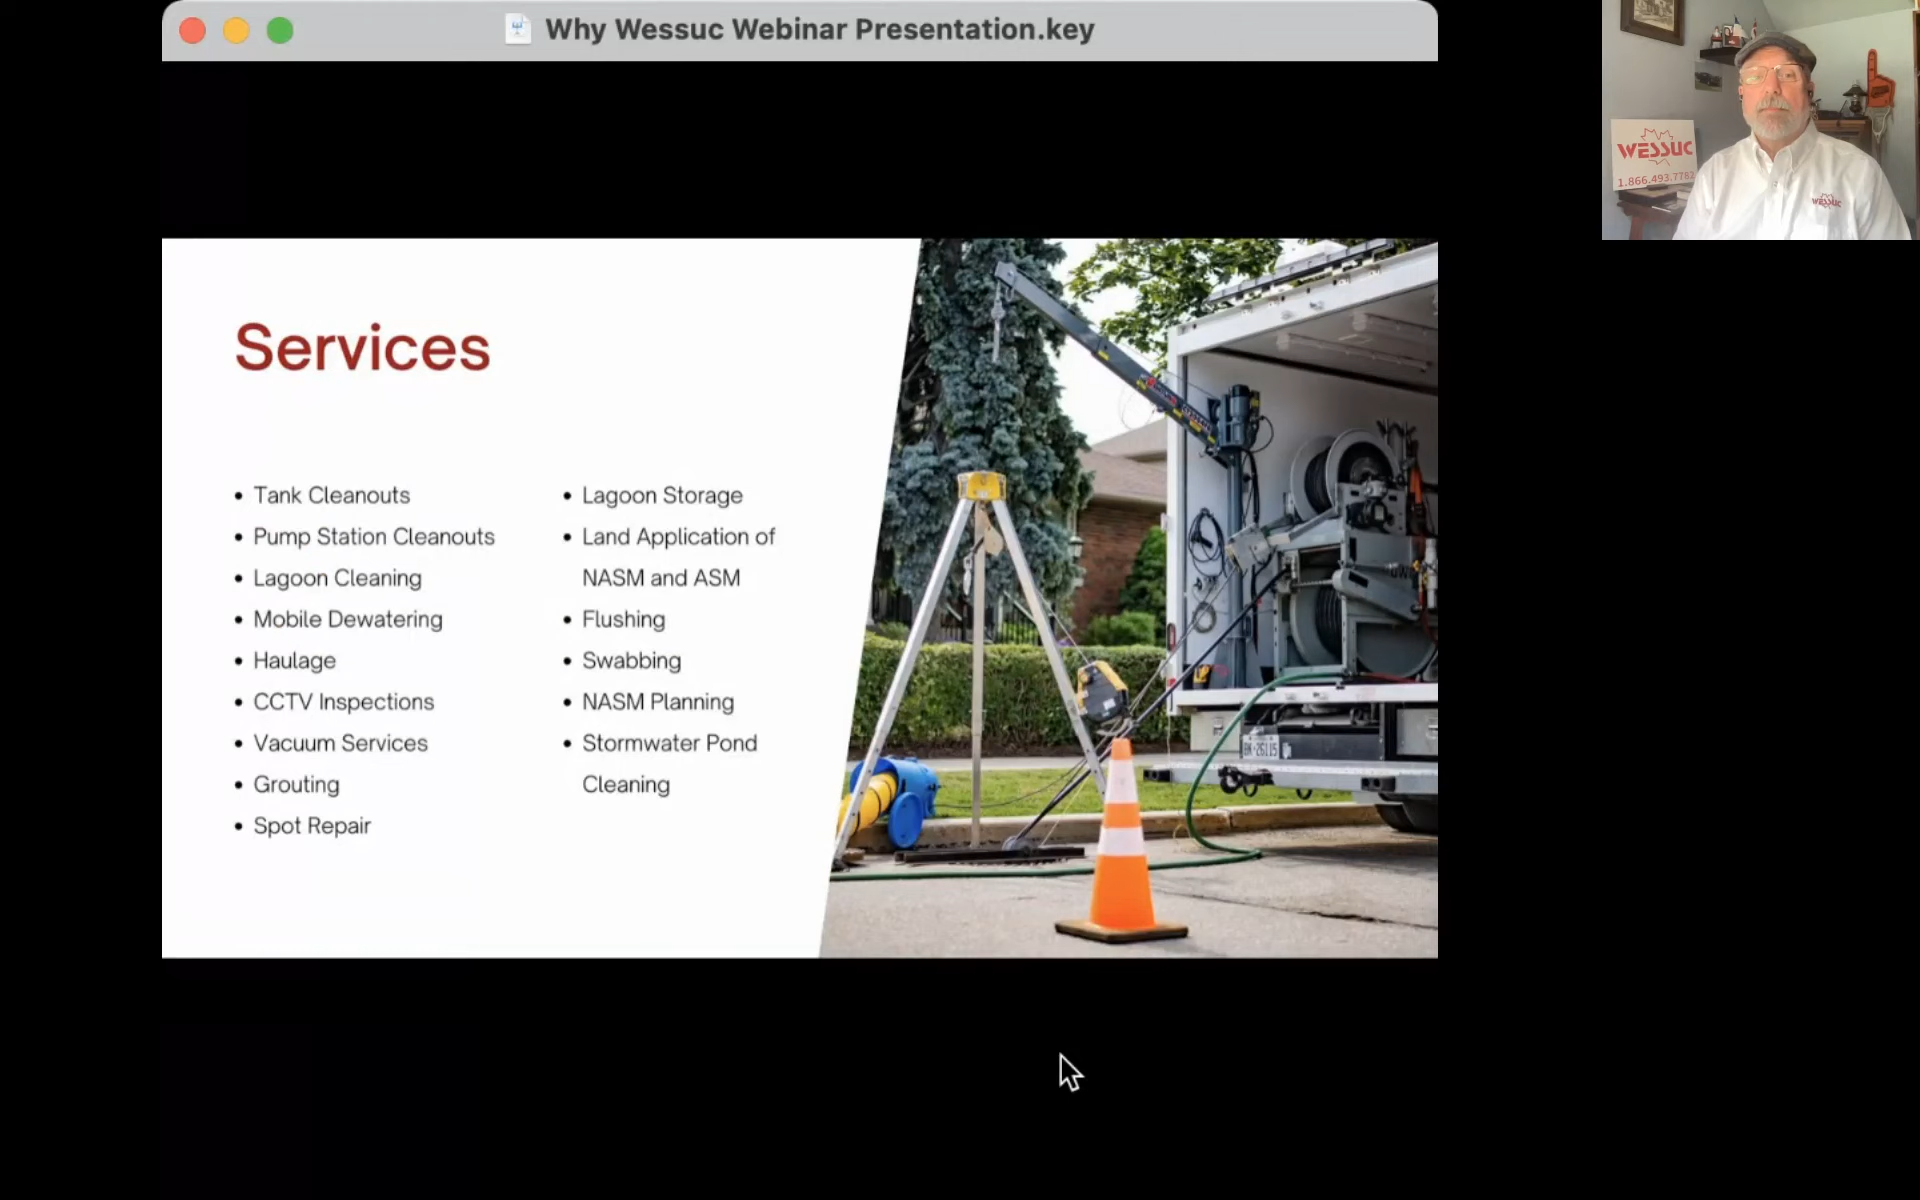 Why Wessuc Webinar Presentation.key
WESSUC
1.866.493.7782
WESSUC
Services
• Tank Cleanouts
• Pump Station Cleanouts
• Lagoon Cleaning
• Mobile Dewatering
• Haulage
• CCTV Inspections
• Vacuum Services
• Grouting
• Spot Repair
• Lagoon Storage
• Land Application of
NASM and ASM
• Flushing
• Swabbing
• NASM Planning
• Stormwater Pond
Cleaning